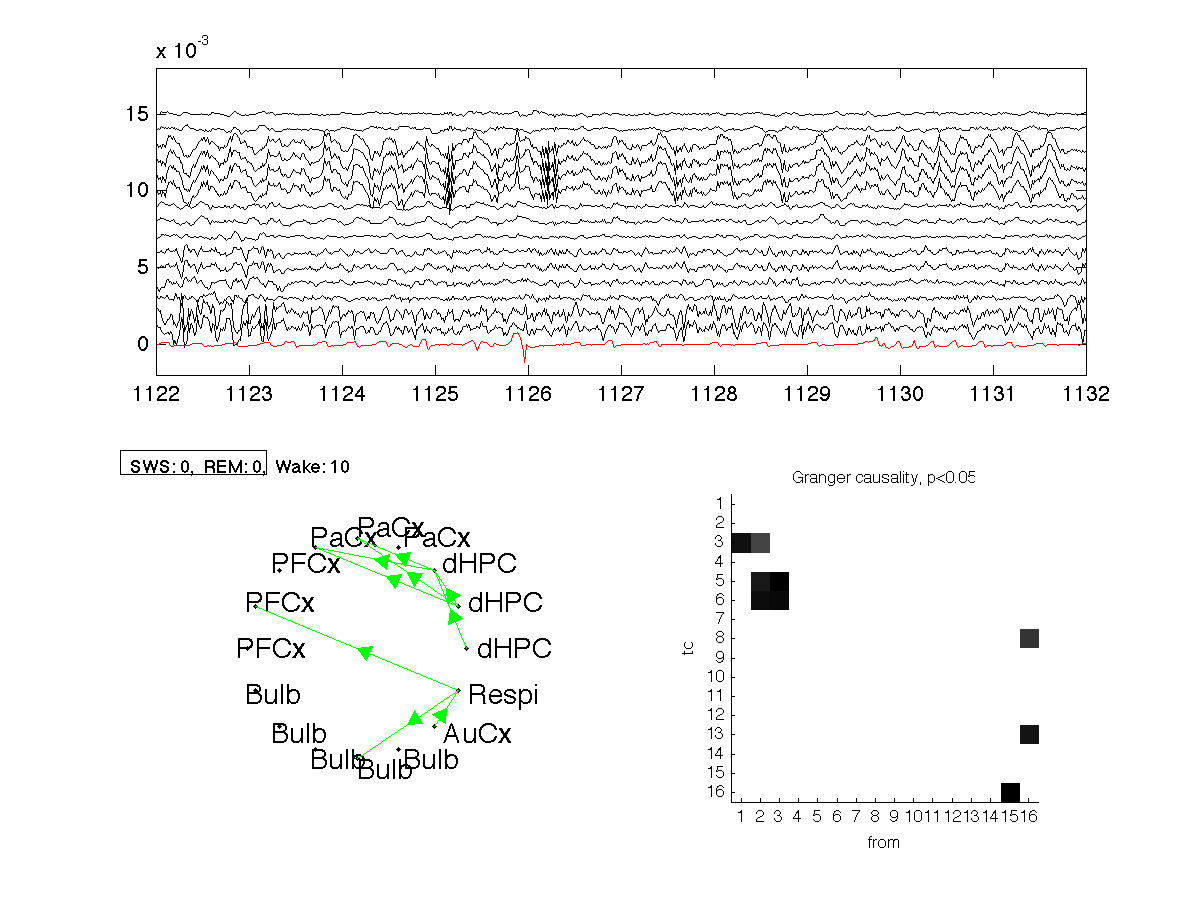 x 10-3
15
10
5
0
1122 1123 1124 1125 1126 1127 1128 1129 1130 1131 1132
SWS: 0, REM: 0, Wake: 10
Granger causality, p<0.05
PaCx
PaCx PaCx
PFCx dHPC
PFCx dHPC
PFCx dHPC
Bulb Respi
Bulb AuCx
Bulb Bulb
Bulb
1
2
3
4
5
6
7
8
9
10
11
12
13
14
15
16
to
1 2 3 4 5 6 7 8 9 10 11 12 13 14 15 16
from